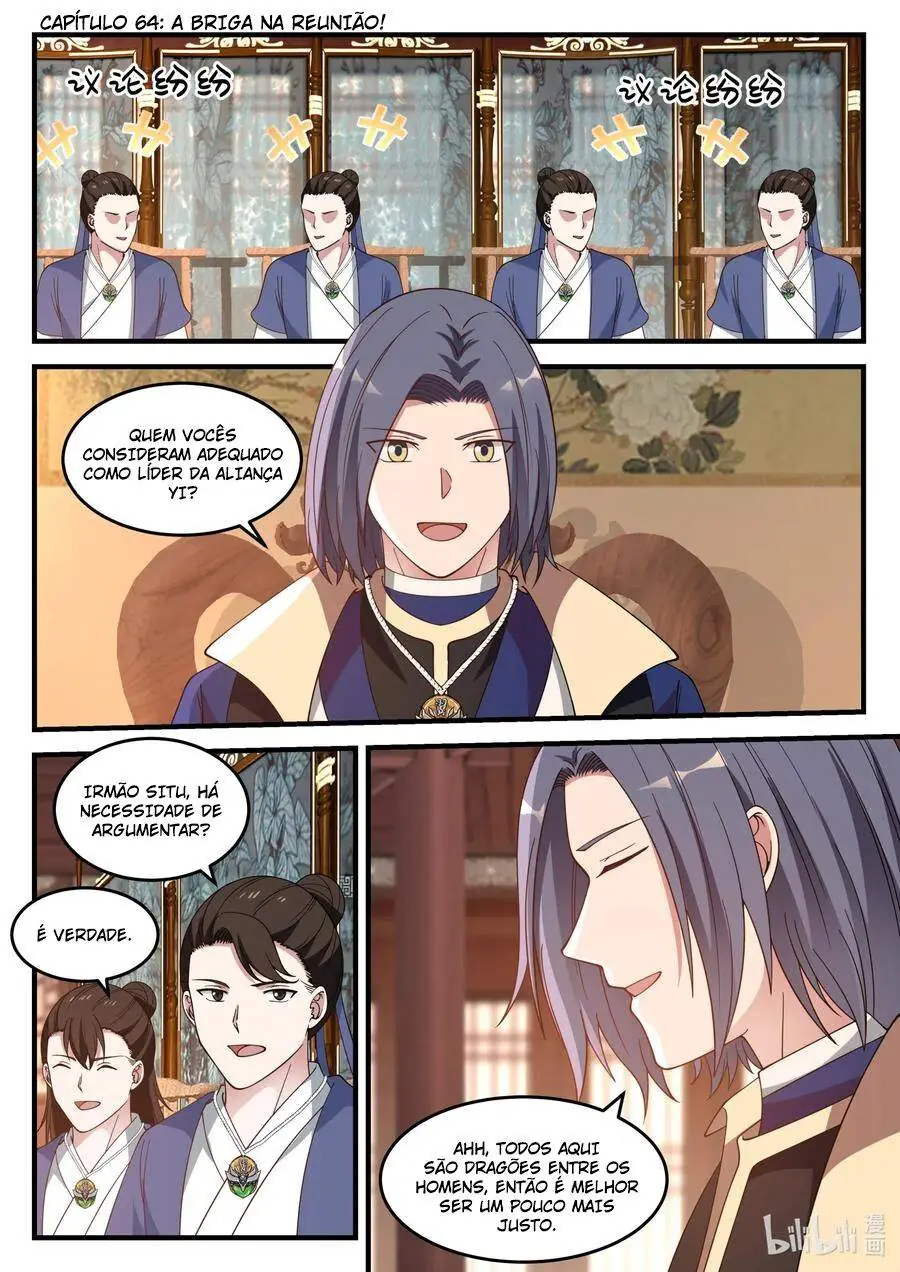 CAPÍTULO 64: A BRIGA NA REUNIÃO!
议论纷纷
议论纷纷
QUEM VOCÊS
CONSIDERAM ADEQUADO
COMO LÍDER DA ALIANÇA
YI?
IRMÃO SITU, HÁ
NECESSIDADE DE
ARGUMENTAR?
É VERDADE.
AHH, TODOS AQUI
SÃO DRAGÕES ENTRE OS
HOMENS, ENTÃO É MELHOR
SER UM POUCO MAIS
JUSTO.
bilibili 漫画